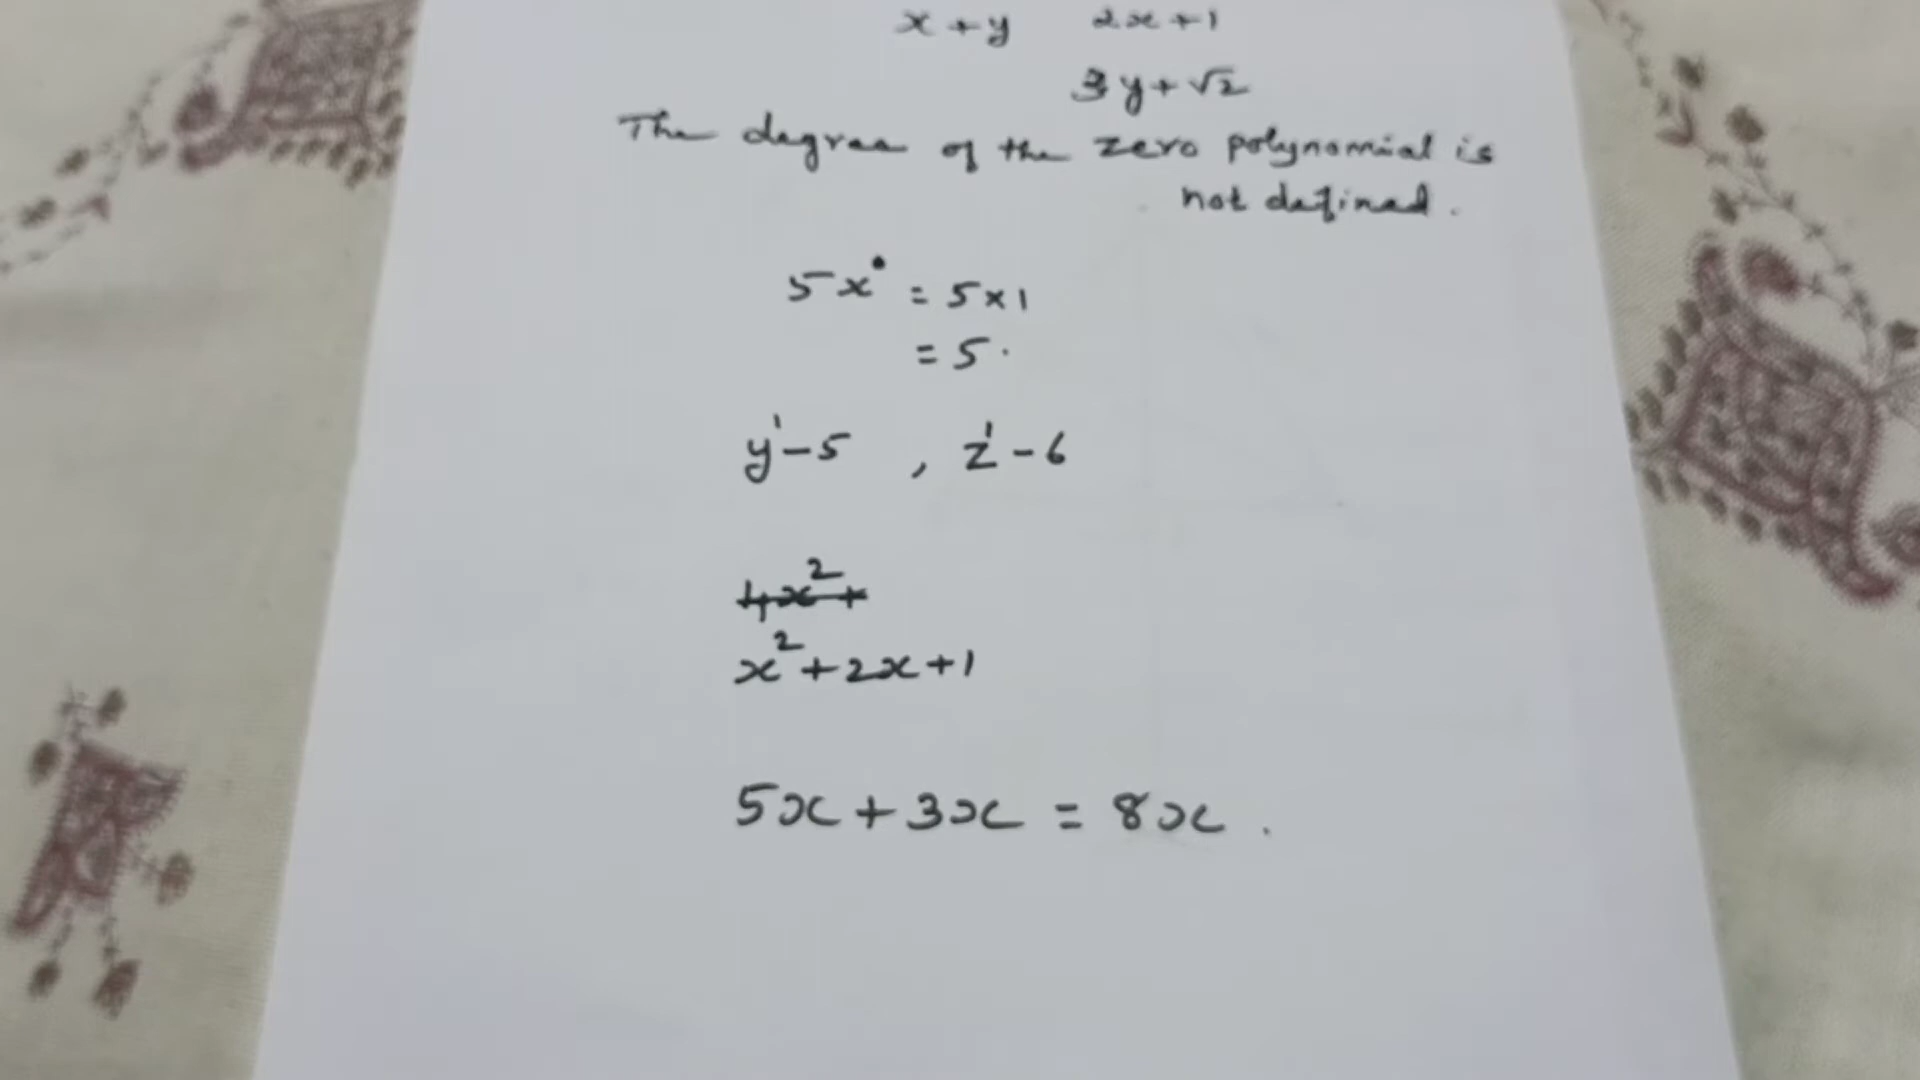 x + y 2x + 1
3y + √2
The degree of the zero polynomial is
not defined.
5x⁰ = 5 × 1
= 5.
y¹ - 5 , z¹ - 6
4x² +
x² + 2x + 1
5x + 3x = 8x .